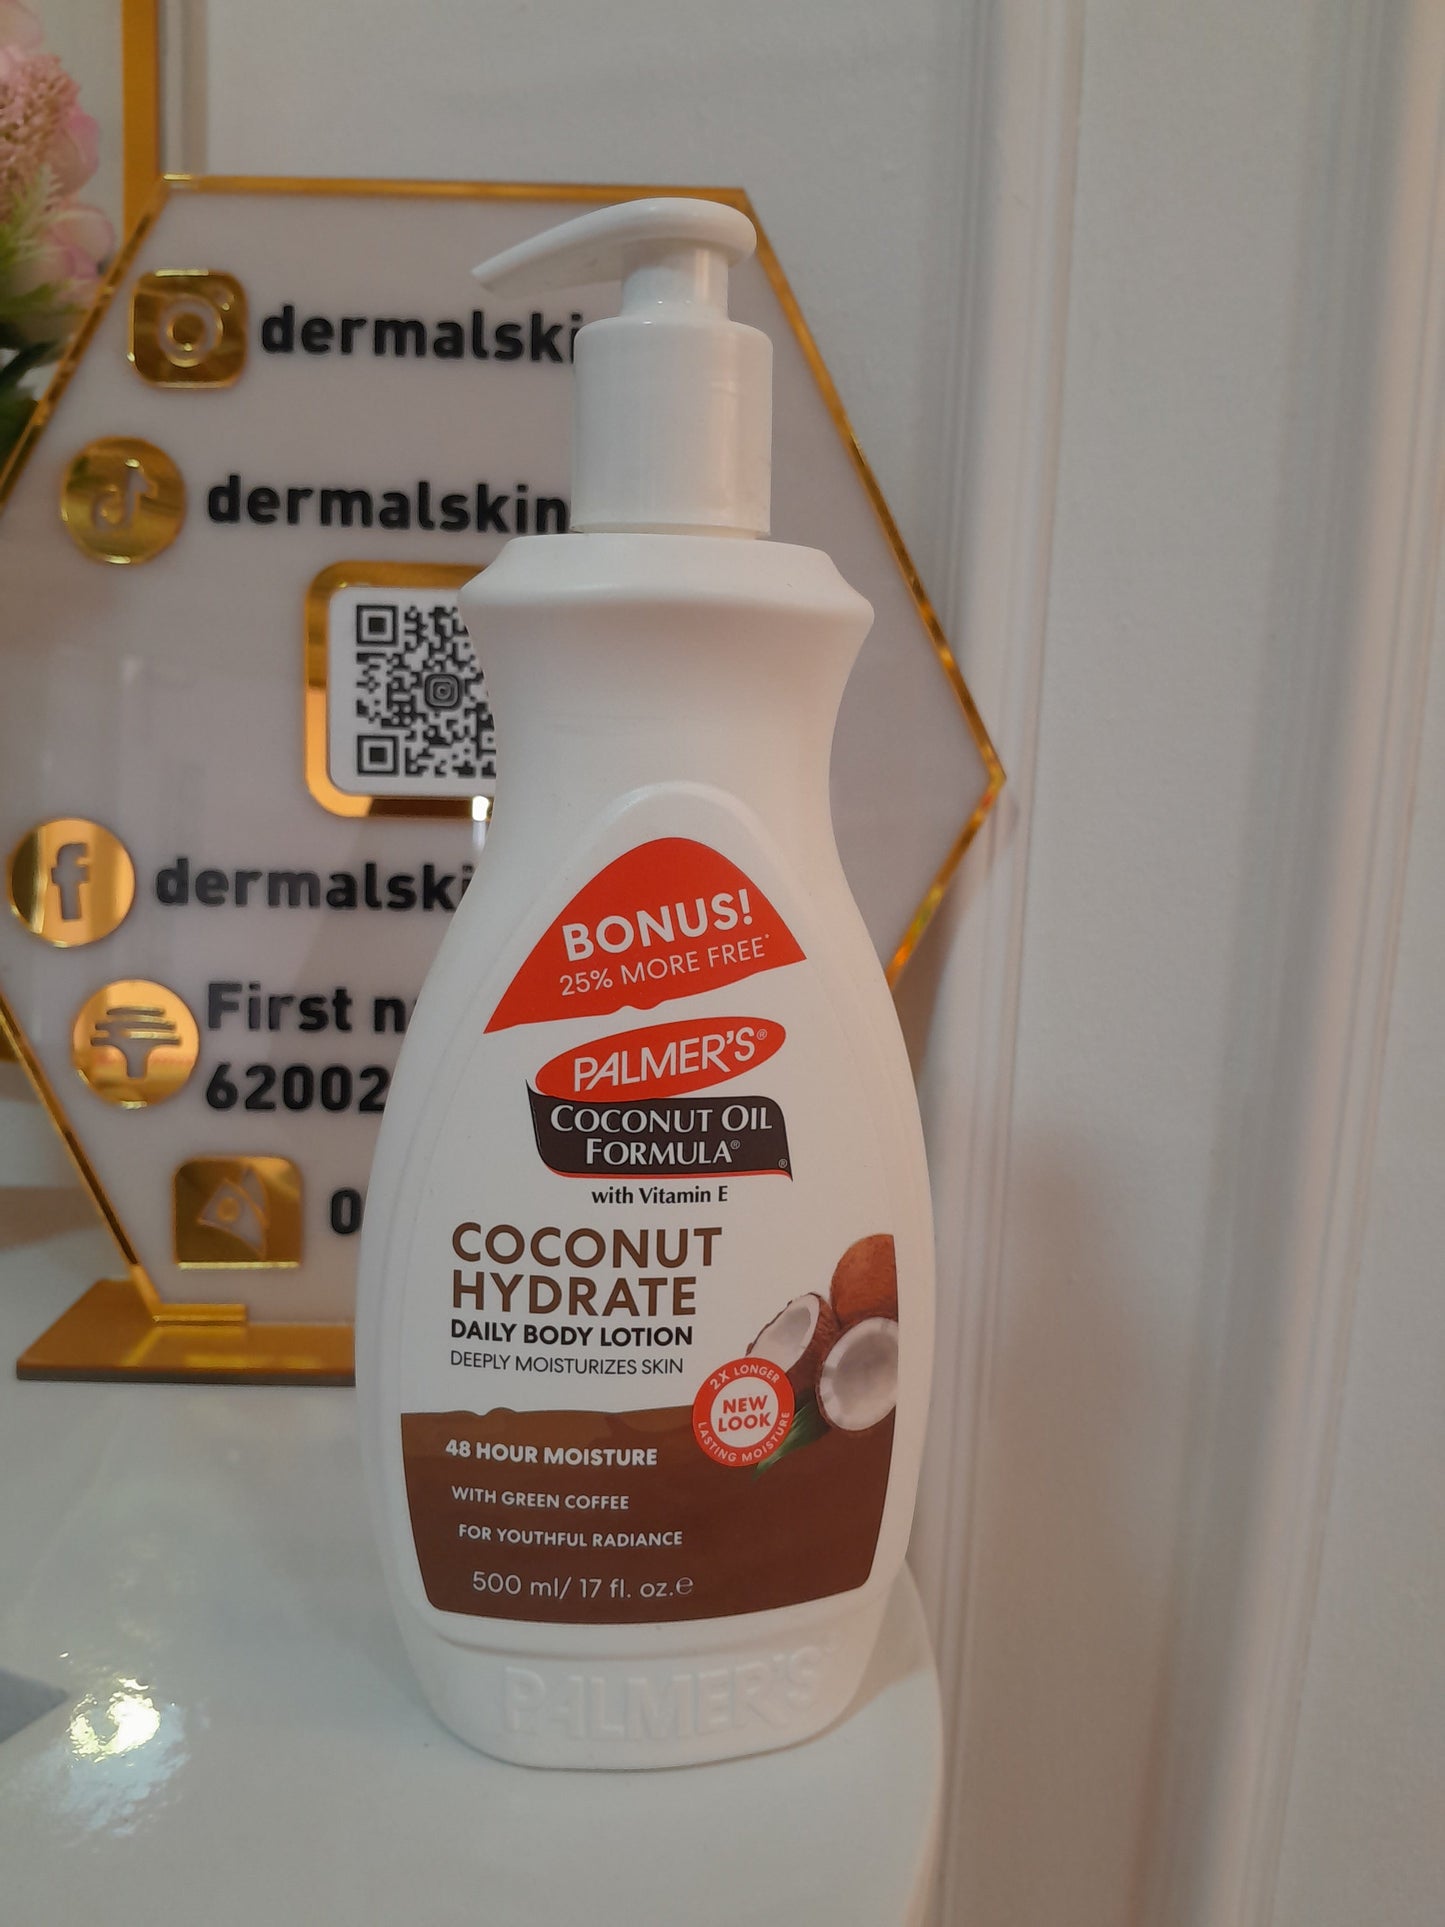 dermalski
dermalskin
dermalski
First n
62002
0
BONUS!
25% MORE FREE*
PALMER'S®
COCONUT OIL
FORMULA®
®
with Vitamin E
COCONUT
HYDRATE
DAILY BODY LOTION
DEEPLY MOISTURIZES SKIN
2X LONGER
NEW
LOOK
LASTING MOISTURE
48 HOUR MOISTURE
WITH GREEN COFFEE
FOR YOUTHFUL RADIANCE
500 ml/ 17 fl. oz.℮
PALMER'S